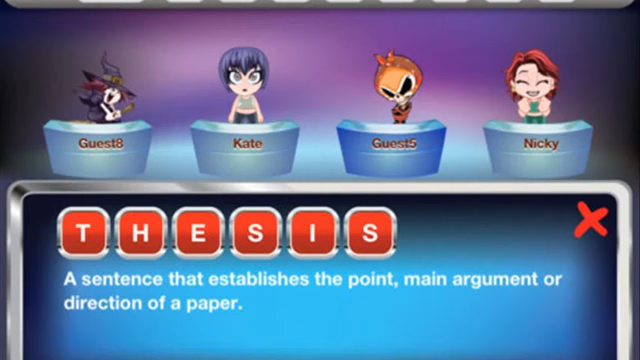 Guest8 Kate Guest5 Nicky
THESIS
A sentence that establishes the point, main argument or
direction of a paper.